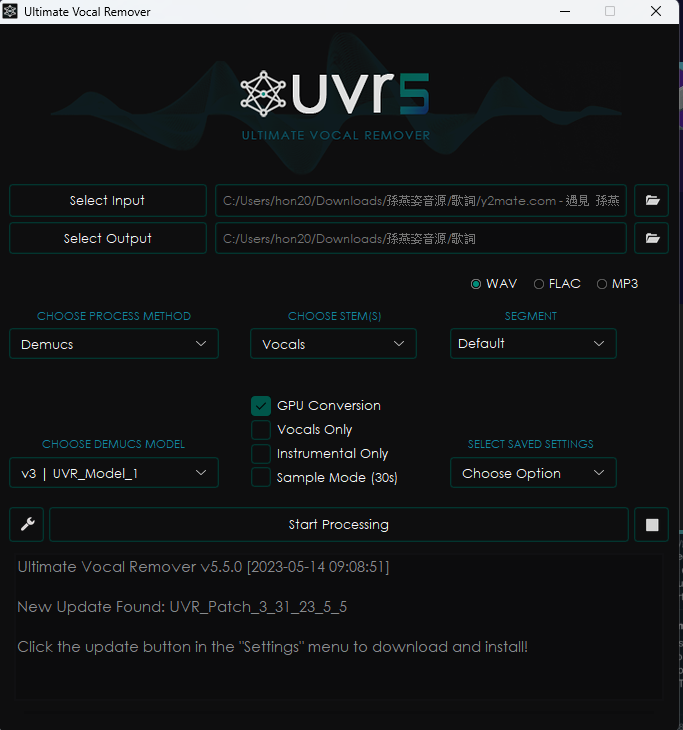 Ultimate Vocal Remover
UVR5
ULTIMATE VOCAL REMOVER
Select Input
C:/Users/hon20/Downloads/孫燕姿音源/歌詞/y2mate.com - 遇見 孫燕
Select Output
C:/Users/hon20/Downloads/孫燕姿音源/歌詞
WAV FLAC MP3
CHOOSE PROCESS METHOD CHOOSE STEM(S) SEGMENT
Demucs Vocals Default
GPU Conversion
Vocals Only
CHOOSE DEMUCS MODEL SELECT SAVED SETTINGS
Instrumental Only
v3 | UVR_Model_1 Choose Option
Sample Mode (30s)
Start Processing
Ultimate Vocal Remover v5.5.0 [2023-05-14 09:08:51]
New Update Found: UVR_Patch_3_31_23_5_5
Click the update button in the "Settings" menu to download and install!